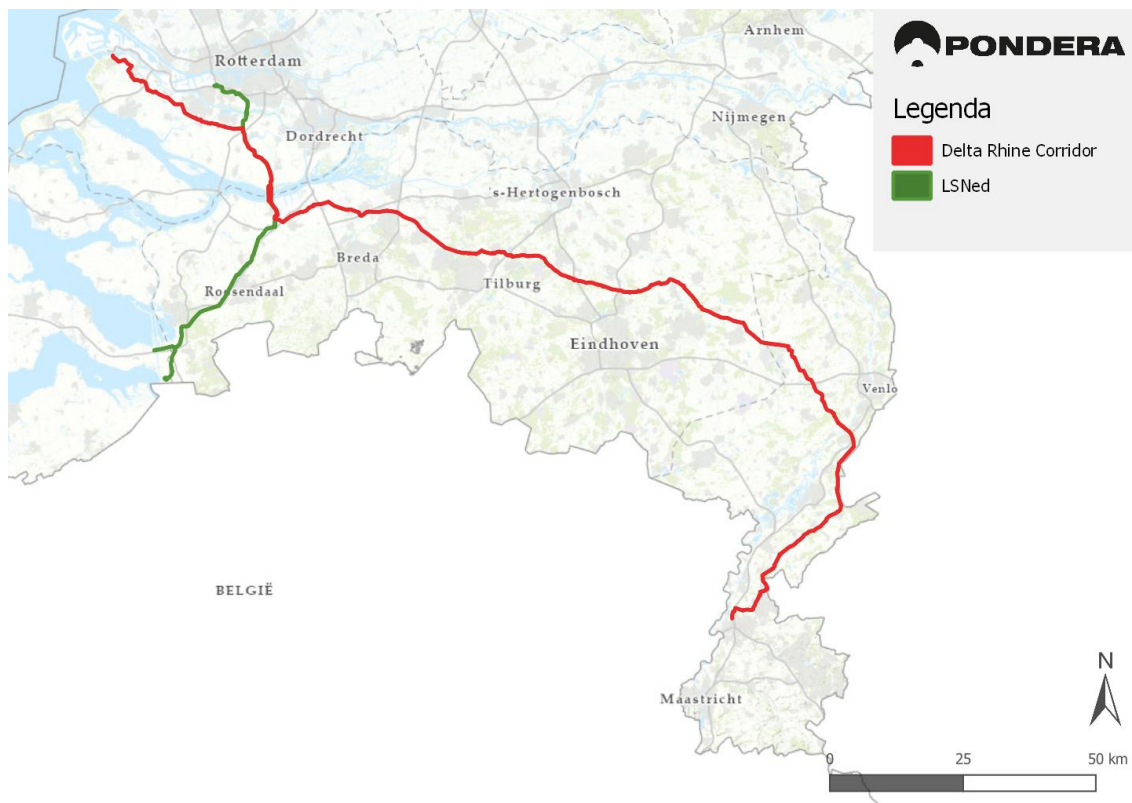 PONDERA
Legenda
Delta Rhine Corridor
LSNed
Rotterdam
Arnhem
Dordrecht
Nijmegen
's-Hertogenbosch
Breda
Tilburg
Roosendaal
Eindhoven
Venlo
BELGIË
Maastricht
N
0 25 50 km